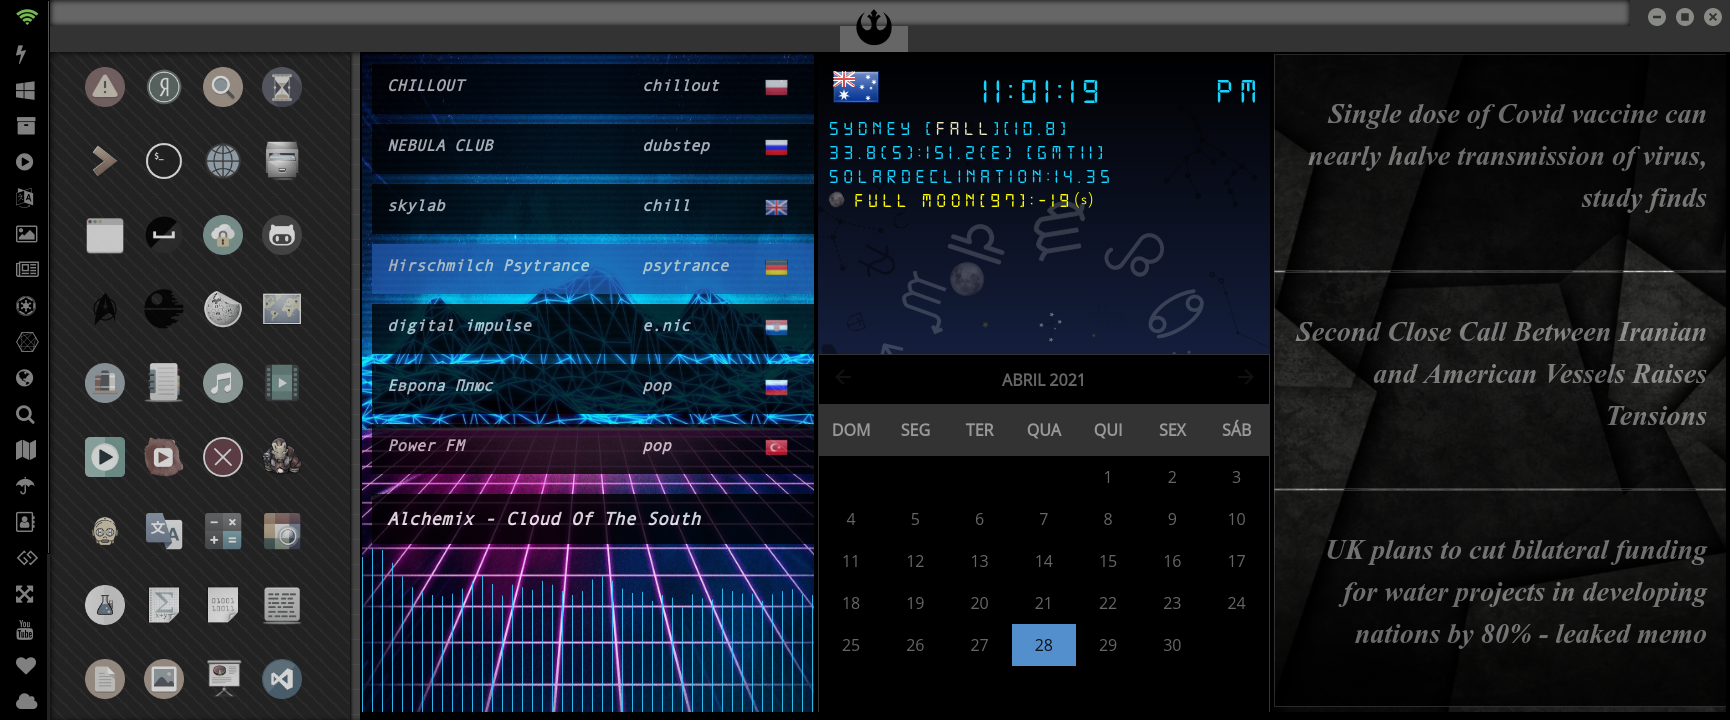 CHILLOUT chillout
NEBULA CLUB dubstep
skylab chill
Hirschmilch Psytrance psytrance
digital impulse e.nic
Европа Плюс pop
Power FM pop
Alchemix - Cloud Of The South
11:01:19 PM
SYDNEY [FALL][10.8]
33.8(S):151.2(E) [GMT11]
SOLARDECLINATION:14.35
FULL MOON[97]:-19(s)
ABRIL 2021
DOM SEG TER QUA QUI SEX SÁB
1 2 3
4 5 6 7 8 9 10
11 12 13 14 15 16 17
18 19 20 21 22 23 24
25 26 27 28 29 30
Single dose of Covid vaccine can
nearly halve transmission of virus,
study finds
Second Close Call Between Iranian
and American Vessels Raises
Tensions
UK plans to cut bilateral funding
for water projects in developing
nations by 80% - leaked memo
You
Tube
Я
$_
文 A
Σ
x+y
01001
10011